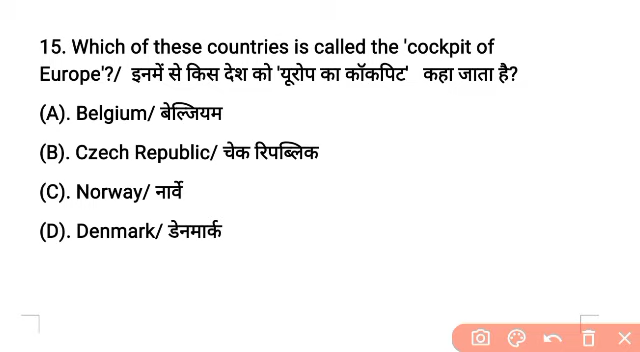 15. Which of these countries is called the 'cockpit of
Europe'?/ इनमें से किस देश को 'यूरोप का कॉकपिट' कहा जाता है?
(A). Belgium/ बेल्जियम
(B). Czech Republic/ चेक रिपब्लिक
(C). Norway/ नार्वे
(D). Denmark/ डेनमार्क